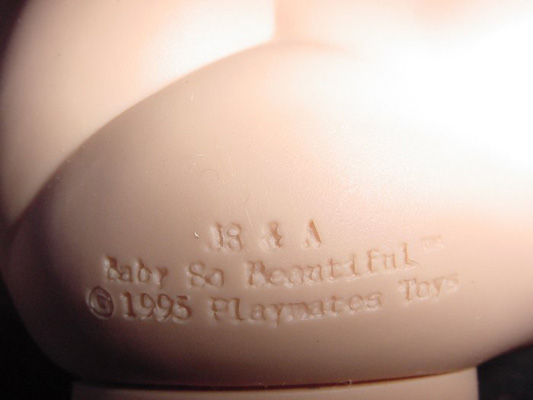 & A
Baby So Beautiful™
Ⓟ 1995 Playmates Toys